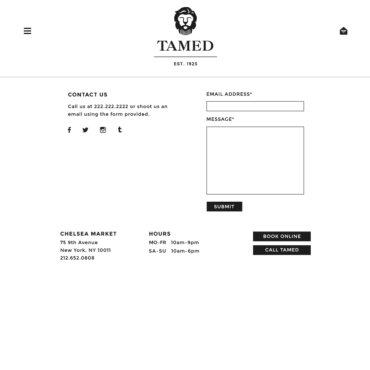 TAMED
EST. 1925
CONTACT US
Call us at 222.222.2222 or shoot us an
email using the form provided.
EMAIL ADDRESS*
MESSAGE*
SUBMIT
CHELSEA MARKET
75 9th Avenue
New York, NY 10011
212.652.0808
HOURS
MO-FR 10am-9pm
SA-SU 10am-6pm
BOOK ONLINE
CALL TAMED